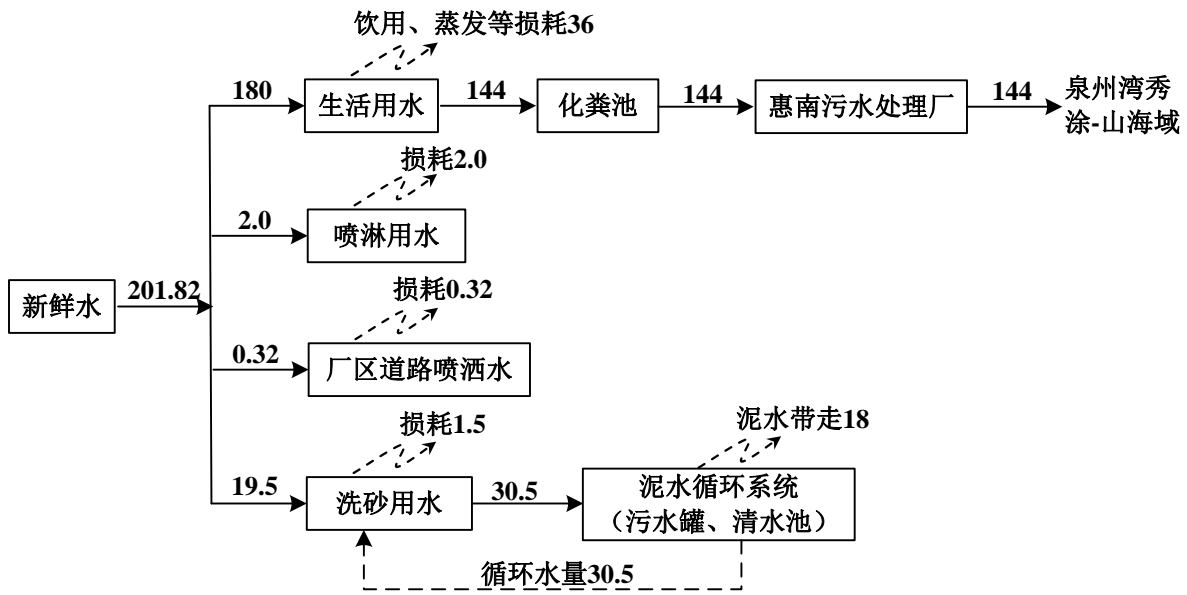 饮用、蒸发等损耗36
180
生活用水
144
化粪池
144
惠南污水处理厂
144
泉州湾秀
涂-山海域
损耗2.0
2.0
喷淋用水
新鲜水
201.82
损耗0.32
0.32
厂区道路喷洒水
损耗1.5
泥水带走18
19.5
洗砂用水
30.5
泥水循环系统
（污水罐、清水池）
循环水量30.5